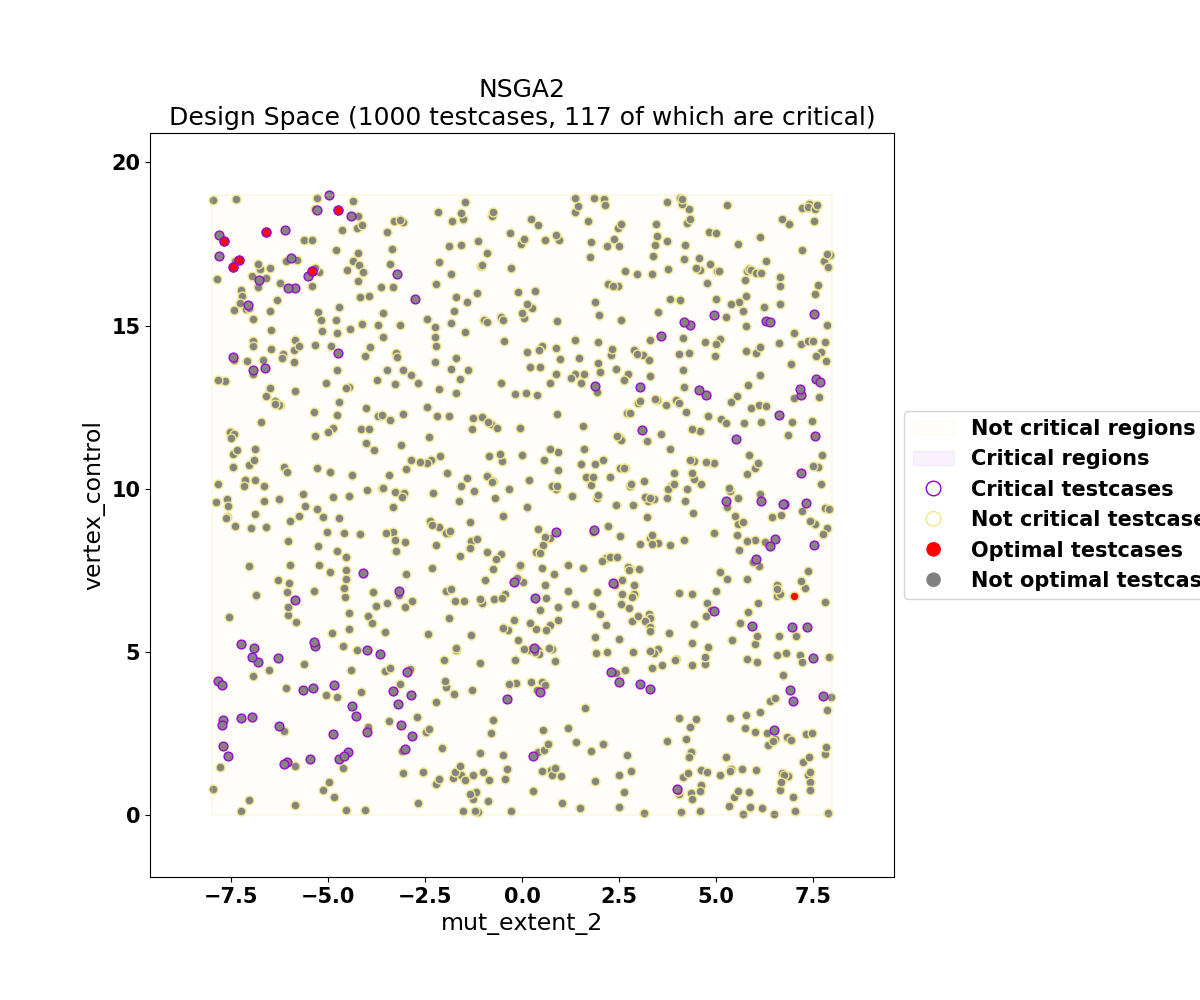 NSGA2
Design Space (1000 testcases, 117 of which are critical)
20
15
10
5
0
vertex_control
−7.5 −5.0 −2.5 0.0 2.5 5.0 7.5
mut_extent_2
Not critical regions
Critical regions
Critical testcases
Not critical testcase
Optimal testcases
Not optimal testcas